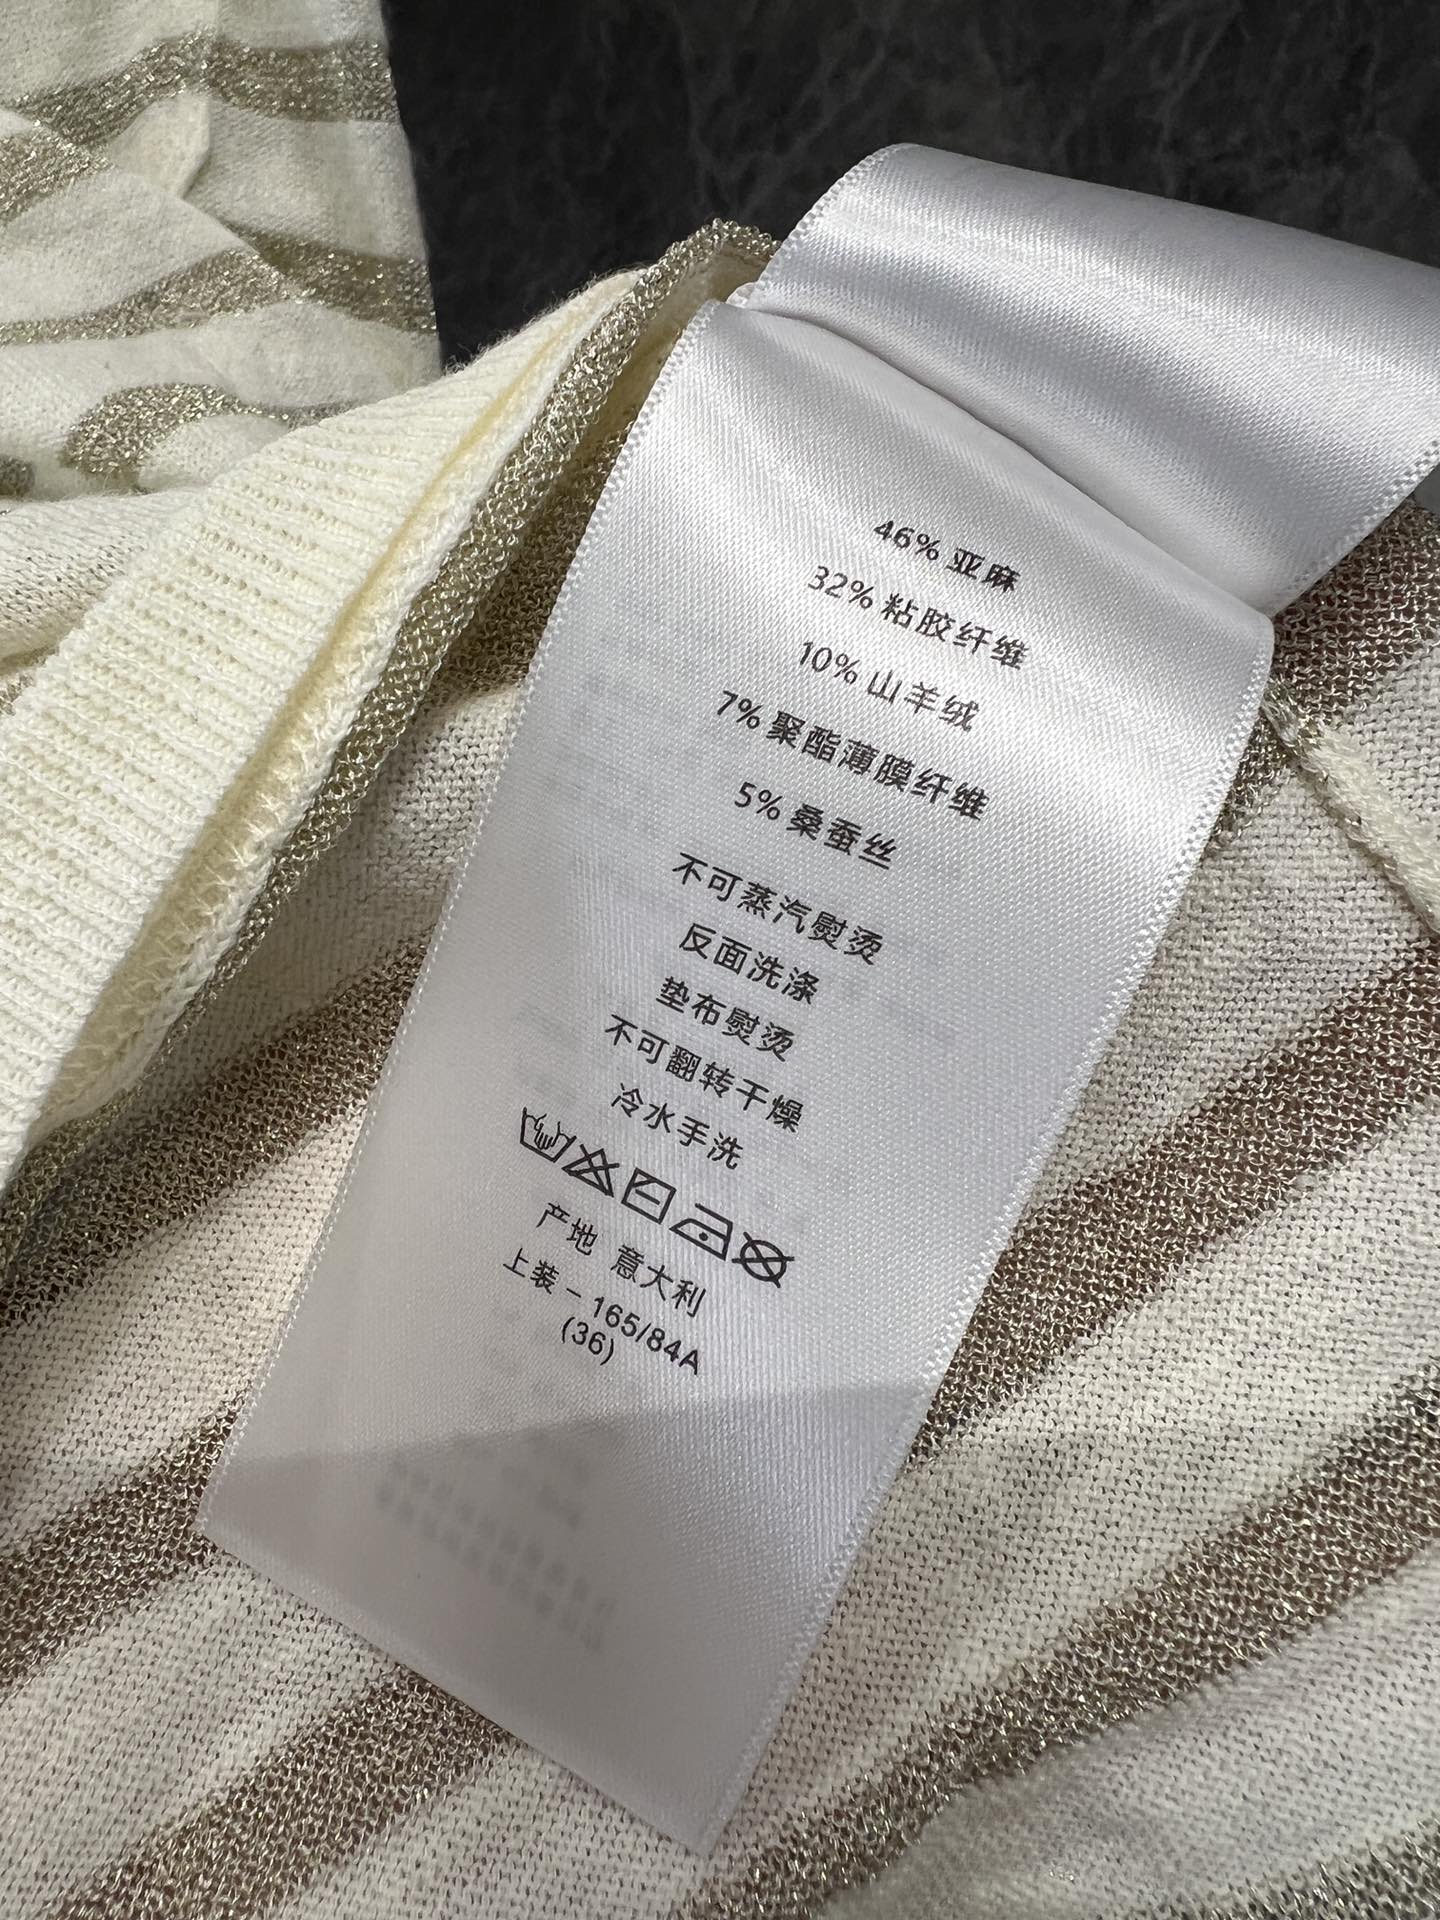 46% 亚麻
32% 粘胶纤维
10% 山羊绒
7% 聚酯薄膜纤维
5% 桑蚕丝
不可蒸汽熨烫
反面洗涤
垫布熨烫
不可翻转干燥
冷水手洗
产地 意大利
上装 - 165/84A
(36)